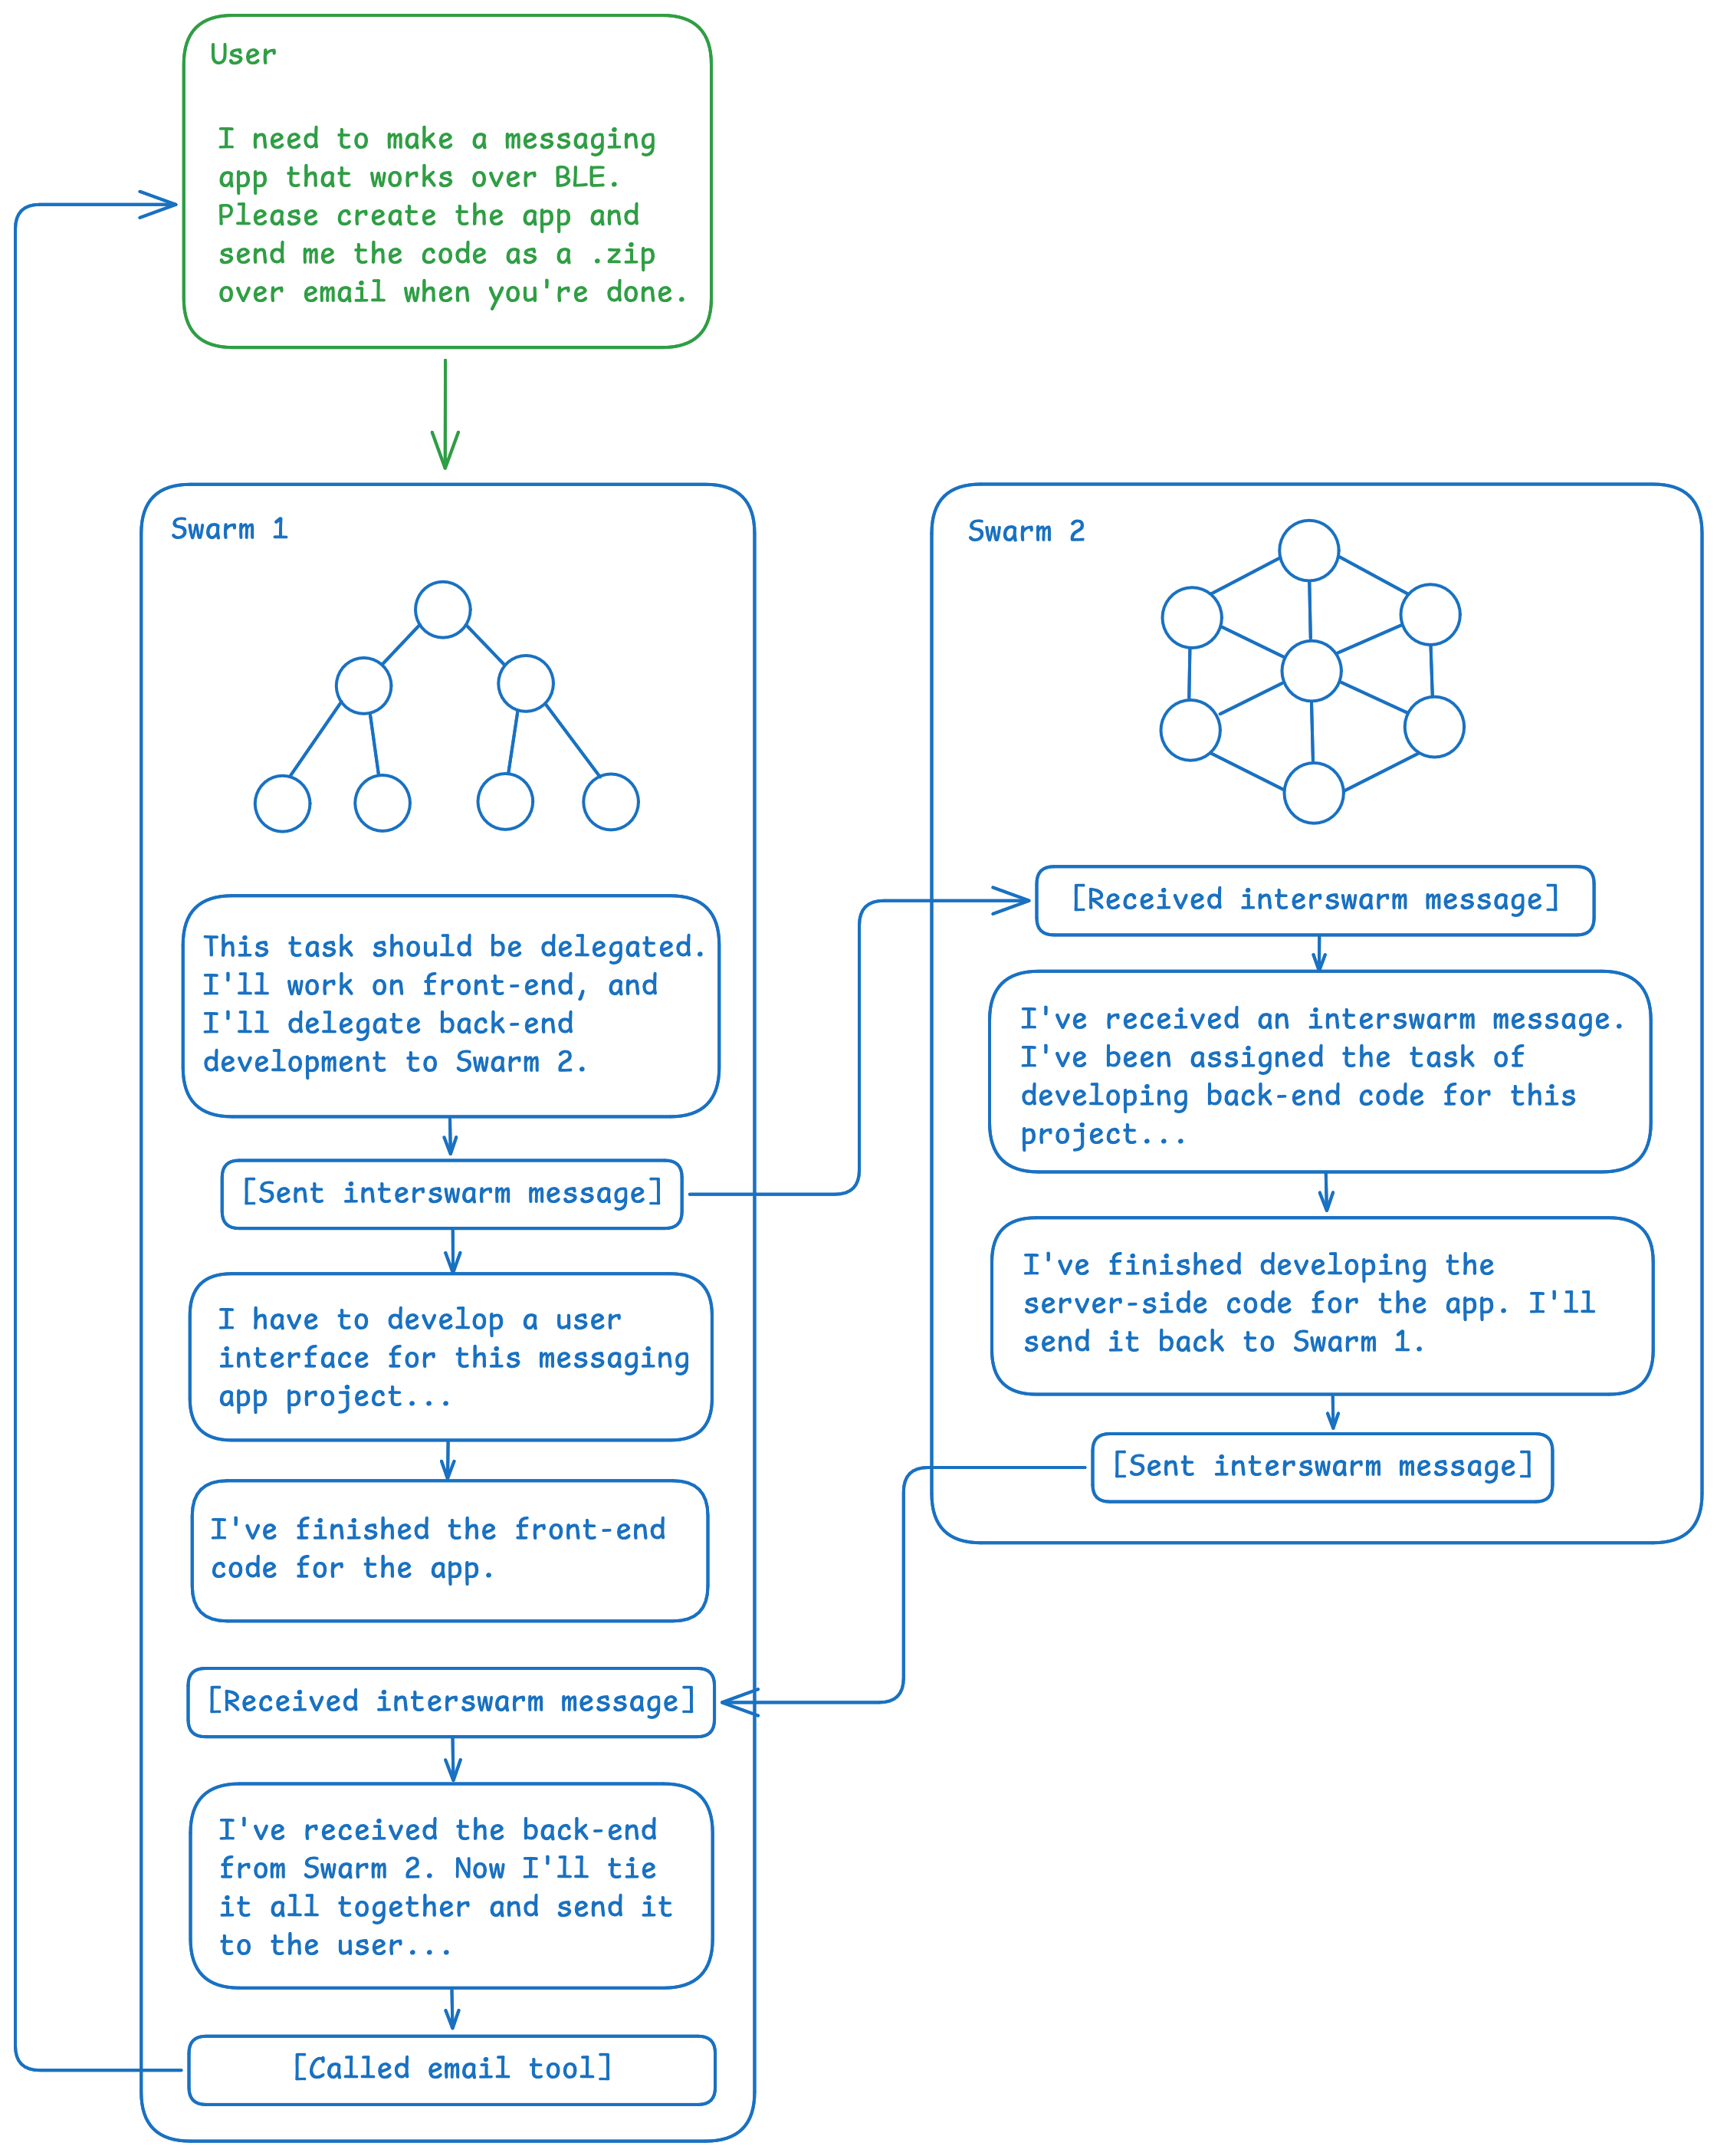 User
I need to make a messaging
app that works over BLE.
Please create the app and
send me the code as a .zip
over email when you're done.
Swarm 1
This task should be delegated.
I'll work on front-end, and
I'll delegate back-end
development to Swarm 2.
[Sent interswarm message]
I have to develop a user
interface for this messaging
app project...
I've finished the front-end
code for the app.
[Received interswarm message]
I've received the back-end
from Swarm 2. Now I'll tie
it all together and send it
to the user...
[Called email tool]
Swarm 2
[Received interswarm message]
I've received an interswarm message.
I've been assigned the task of
developing back-end code for this
project...
I've finished developing the
server-side code for the app. I'll
send it back to Swarm 1.
[Sent interswarm message]